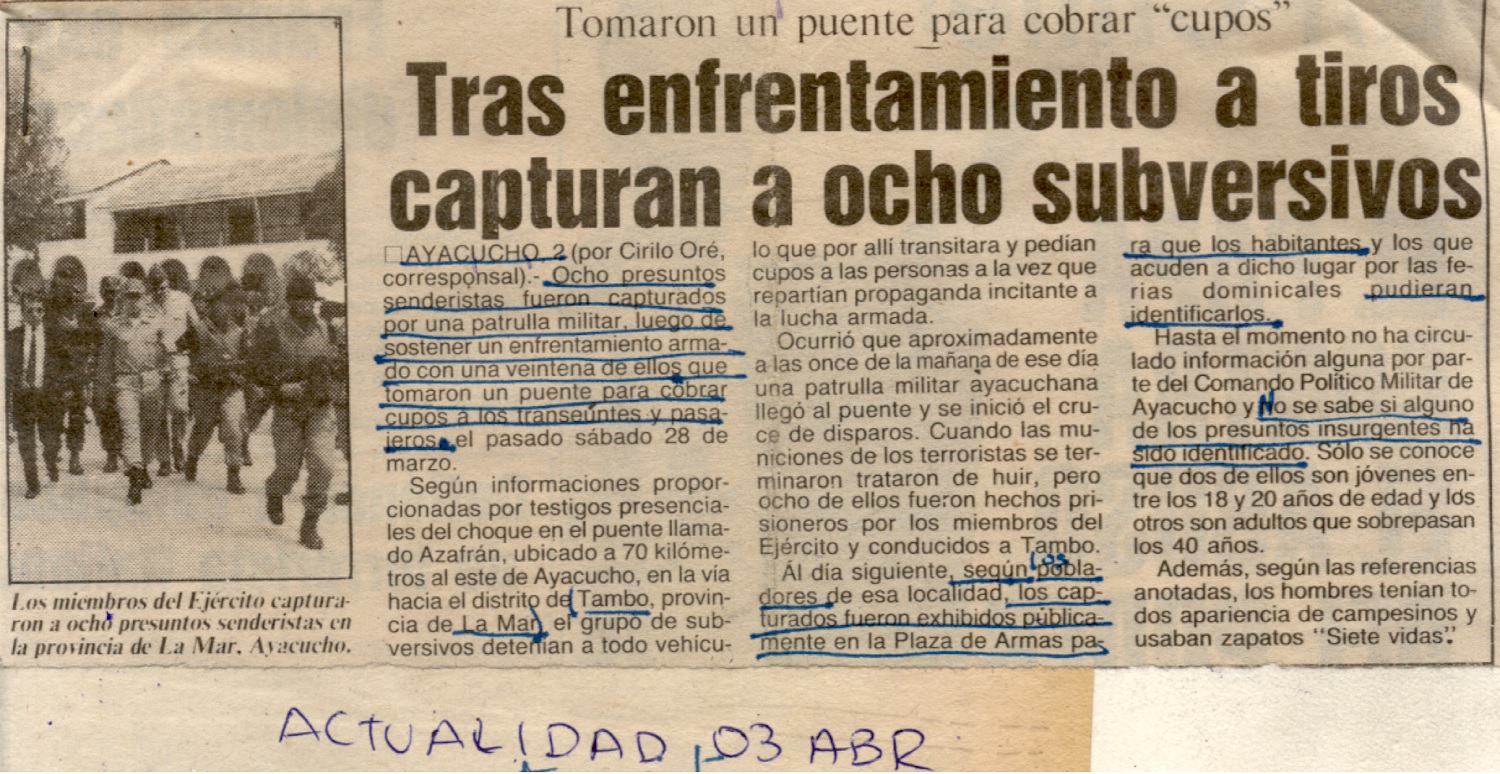 Tomaron un puente para cobrar "cupos"
Tras enfrentamiento a tiros
capturan a ocho subversivos
Los miembros del Ejército captura-
ron a ocho presuntos senderistas en
la provincia de La Mar, Ayacucho.
□AYACUCHO 2 (por Cirilo Oré,
corresponsal).- Ocho presuntos
senderistas fueron capturados
por una patrulla militar, luego de
sostener un enfrentamiento arma-
do con una veintena de ellos que
tomaron un puente para cobrar
cupos a los transeúntes y pasa-
jeros, el pasado sábado 28 de
marzo.
Según informaciones propor-
cionadas por testigos presencia-
les del choque en el puente llama-
do Azafrán, ubicado a 70 kilóme-
tros al este de Ayacucho, en la vía
hacia el distrito de Tambo, provin-
cia de La Mar, el grupo de sub-
versivos detenían a todo vehícu-
lo que por allí transitara y pedían
cupos a las personas a la vez que
repartían propaganda incitante a
la lucha armada.
Ocurrió que aproximadamente
a las once de la mañana de ese día
una patrulla militar ayacuchana
llegó al puente y se inició el cru-
ce de disparos. Cuando las mu-
niciones de los terroristas se ter-
minaron trataron de huir, pero
ocho de ellos fueron hechos pri-
sioneros por los miembros del
Ejército y conducidos a Tambo.
Al día siguiente, según los pobla-
dores de esa localidad, los cap-
turados fueron exhibidos pública-
mente en la Plaza de Armas pa-
ra que los habitantes y los que
acuden a dicho lugar por las fe-
rias dominicales pudieran
identificarlos.
Hasta el momento no ha circu-
lado información alguna por par-
te del Comando Político Militar de
Ayacucho y No se sabe si alguno
de los presuntos insurgentes ha
sido identificado. Sólo se conoce
que dos de ellos son jóvenes en-
tre los 18 y 20 años de edad y los
otros son adultos que sobrepasan
los 40 años.
Además, según las referencias
anotadas, los hombres tenían to-
dos apariencia de campesinos y
usaban zapatos "Siete vidas".
ACTUALIDAD 03 ABR